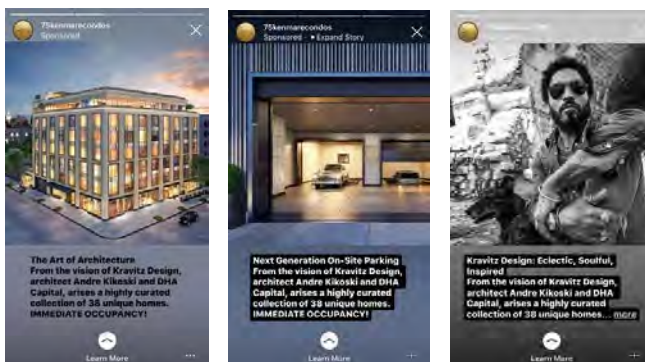 75kenmarecondos
Sponsored
The Art of Architecture
From the vision of Kravitz Design,
architect Andre Kikoski and DHA
Capital, arises a highly curated
collection of 38 unique homes.
IMMEDIATE OCCUPANCY!
Learn More
75kenmarecondos
Sponsored · Expand Story
Next Generation On-Site Parking
From the vision of Kravitz Design,
architect Andre Kikoski and DHA
Capital, arises a highly curated
collection of 38 unique homes.
IMMEDIATE OCCUPANCY!
Learn More
75kenmarecondos
Sponsored
Kravitz Design: Eclectic, Soulful,
Inspired
From the vision of Kravitz Design,
architect Andre Kikoski and DHA
Capital, arises a highly curated
collection of 38 unique homes... more
Learn More